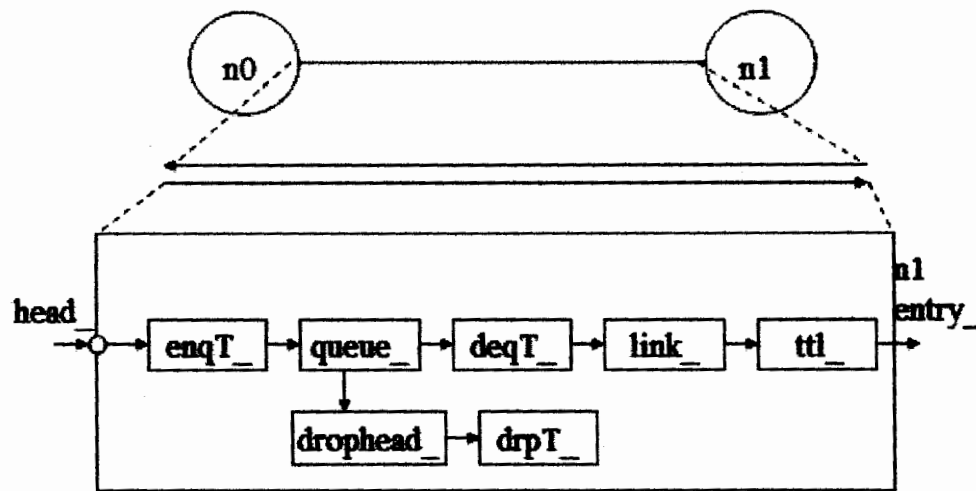 n0
n1
n1
head_
entry_
enqT_
queue_
deqT_
link_
ttl_
drophead_
drpT_